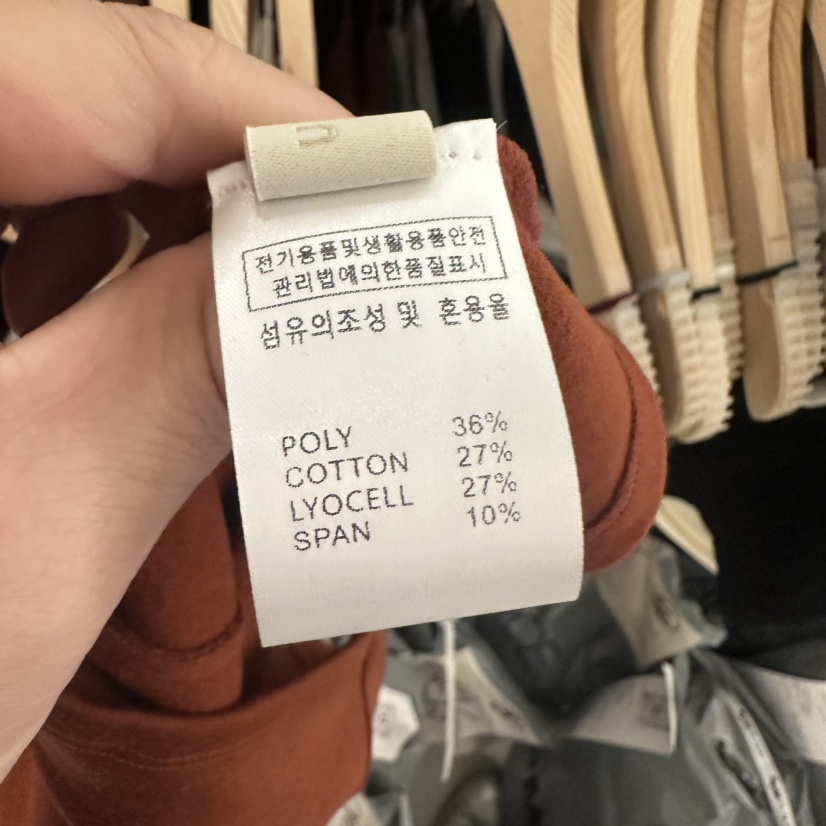 전기용품및생활용품안전
관리법에의한품질표시
섬유의조성 및 혼용율
POLY 36%
COTTON 27%
LYOCELL 27%
SPAN 10%